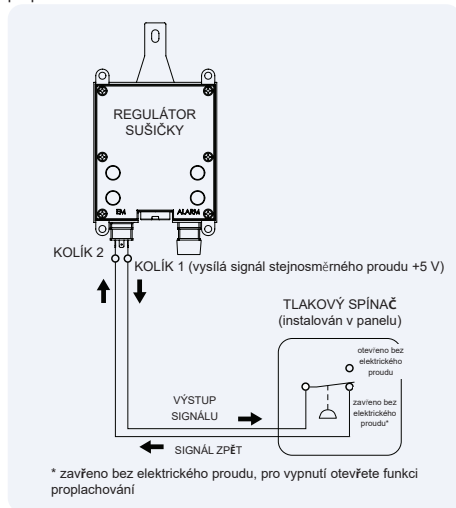 REGULÁTOR
SUŠIČKY
EM
ALARM
KOLÍK 2
KOLÍK 1 (vysílá signál stejnosměrného proudu +5 V)
TLAKOVÝ SPÍNAČ
(instalován v panelu)
otevřeno bez
elektrického
proudu
zavřeno bez
elektrického
proudu*
VÝSTUP
SIGNÁLU
SIGNÁL ZPĚT
* zavřeno bez elektrického proudu, pro vypnutí otevřete funkci
proplachování